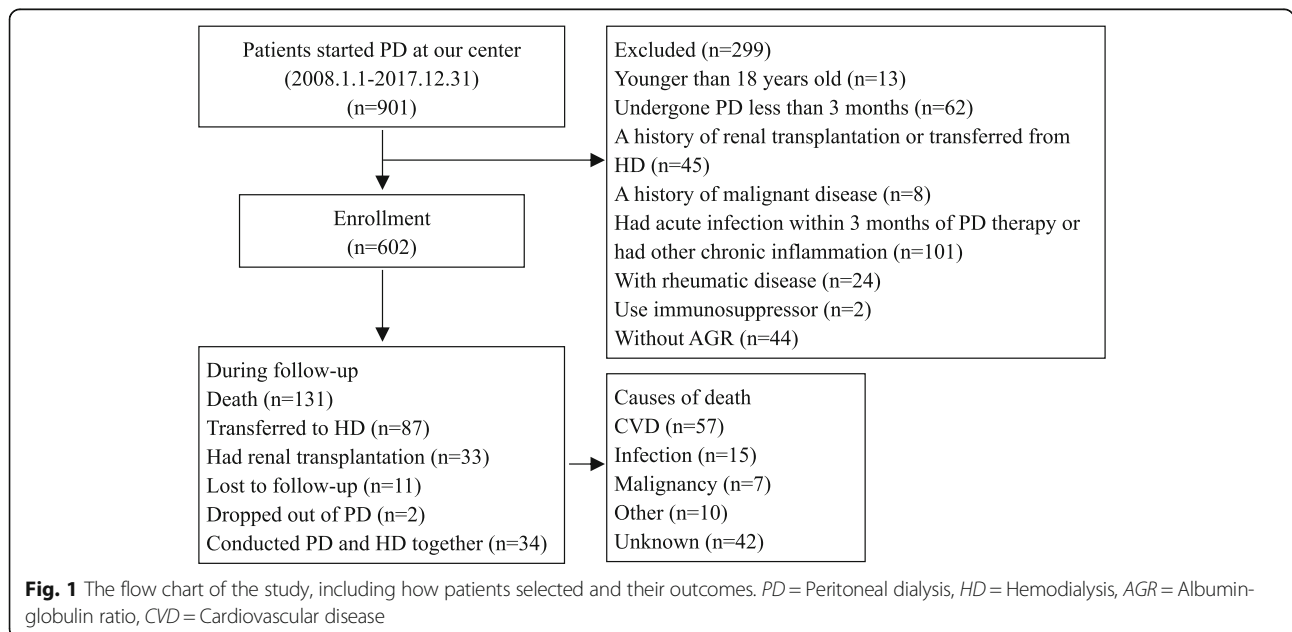 Patients started PD at our center
(2008.1.1-2017.12.31)
(n=901)
Excluded (n=299)
Younger than 18 years old (n=13)
Undergone PD less than 3 months (n=62)
A history of renal transplantation or transferred from
HD (n=45)
A history of malignant disease (n=8)
Had acute infection within 3 months of PD therapy or
had other chronic inflammation (n=101)
With rheumatic disease (n=24)
Use immunosuppressor (n=2)
Without AGR (n=44)
Enrollment
(n=602)
During follow-up
Death (n=131)
Transferred to HD (n=87)
Had renal transplantation (n=33)
Lost to follow-up (n=11)
Dropped out of PD (n=2)
Conducted PD and HD together (n=34)
Causes of death
CVD (n=57)
Infection (n=15)
Malignancy (n=7)
Other (n=10)
Unknown (n=42)
Fig. 1 The flow chart of the study, including how patients selected and their outcomes. PD = Peritoneal dialysis, HD = Hemodialysis, AGR = Albumin-
globulin ratio, CVD = Cardiovascular disease